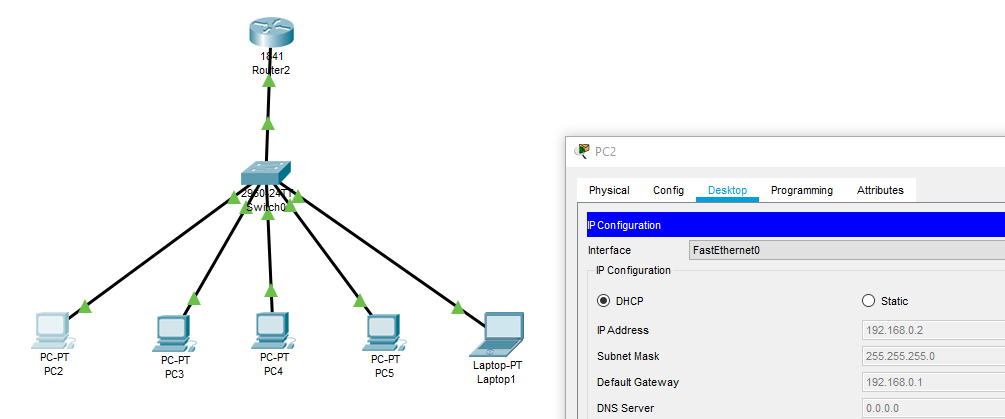 1841
Router2
2960-24TT
Switch0
PC-PT
PC2
PC-PT
PC3
PC-PT
PC4
PC-PT
PC5
Laptop-PT
Laptop1
PC2
Physical Config Desktop Programming Attributes
IP Configuration
Interface FastEthernet0
IP Configuration
DHCP Static
IP Address 192.168.0.2
Subnet Mask 255.255.255.0
Default Gateway 192.168.0.1
DNS Server 0.0.0.0